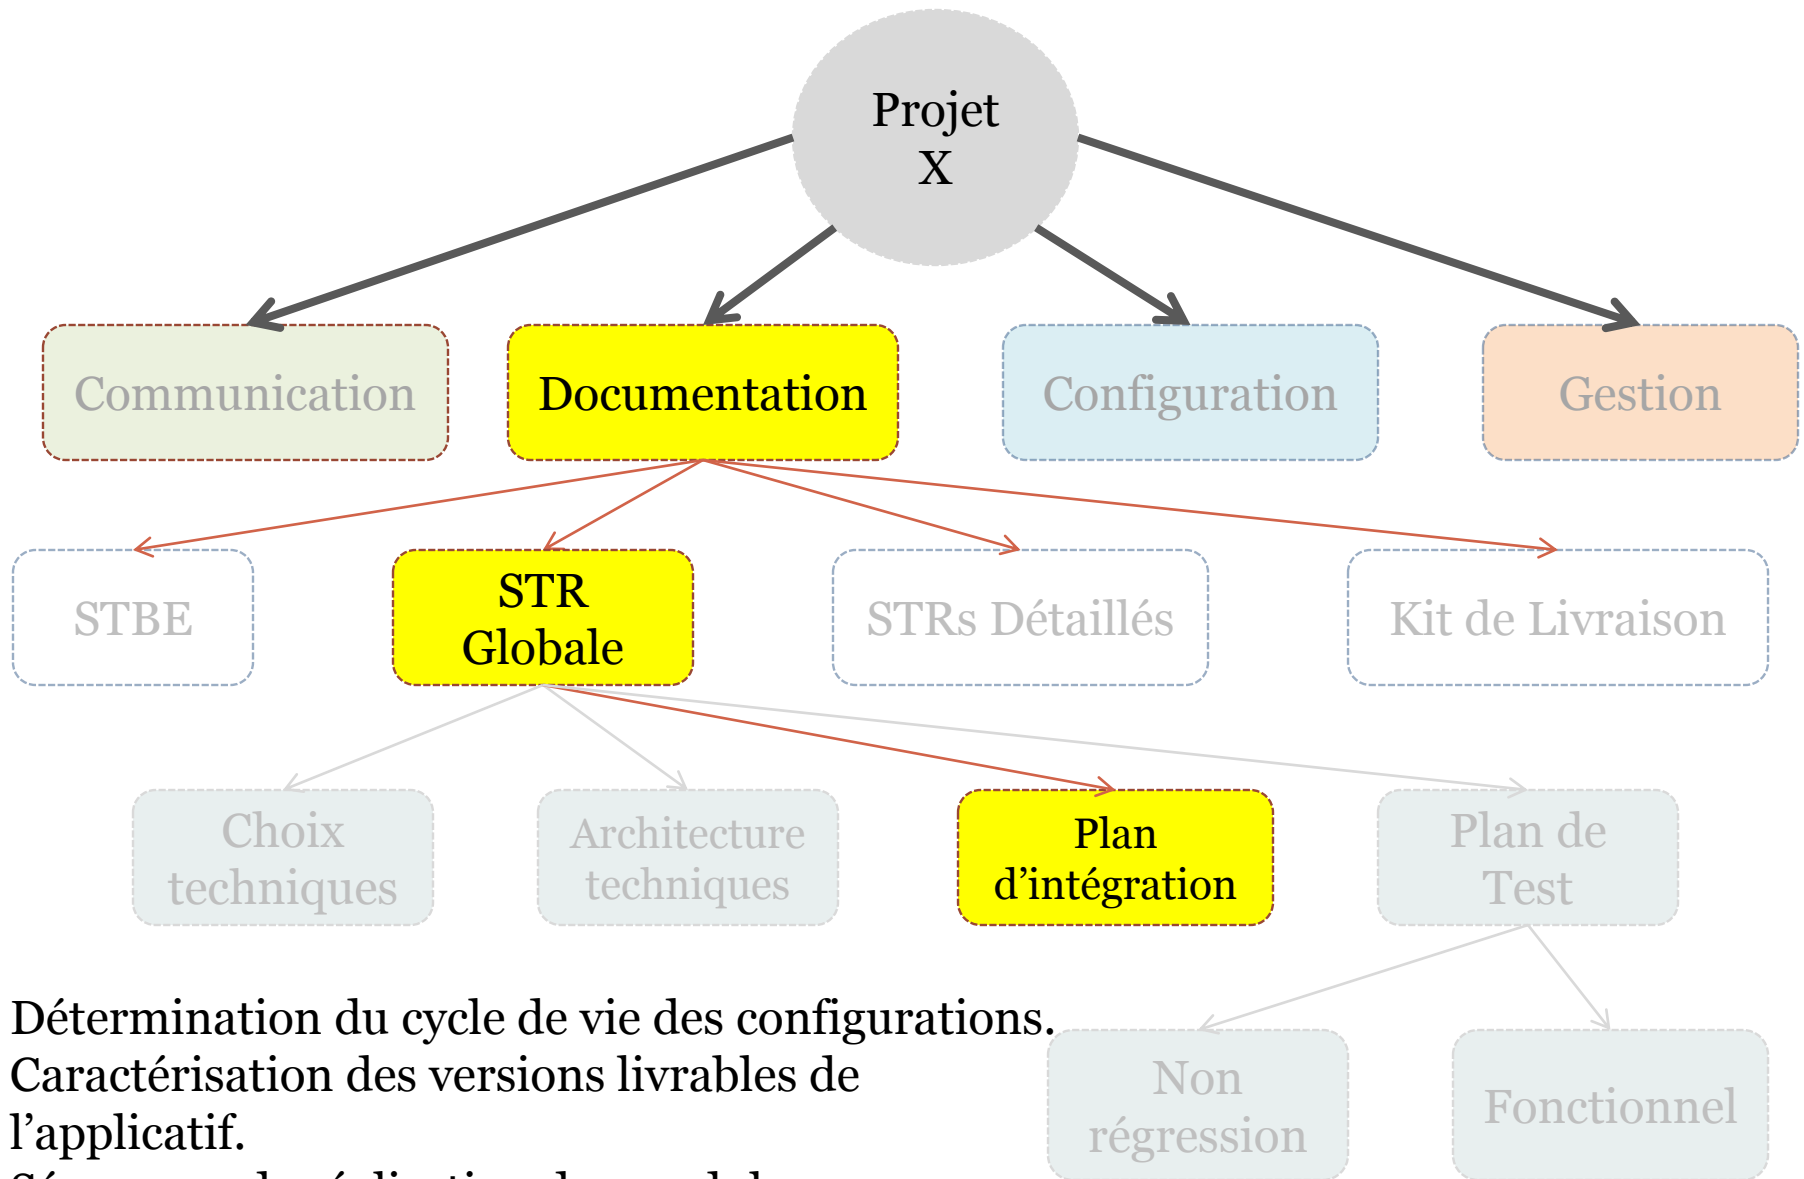 Projet
X
Communication
Documentation
Configuration
Gestion
STBE
STR
Globale
STRs Détaillés
Kit de Livraison
Choix
techniques
Architecture
techniques
Plan
d’intégration
Plan de
Test
Détermination du cycle de vie des configurations.
Caractérisation des versions livrables de
l’applicatif.
Non
régression
Fonctionnel